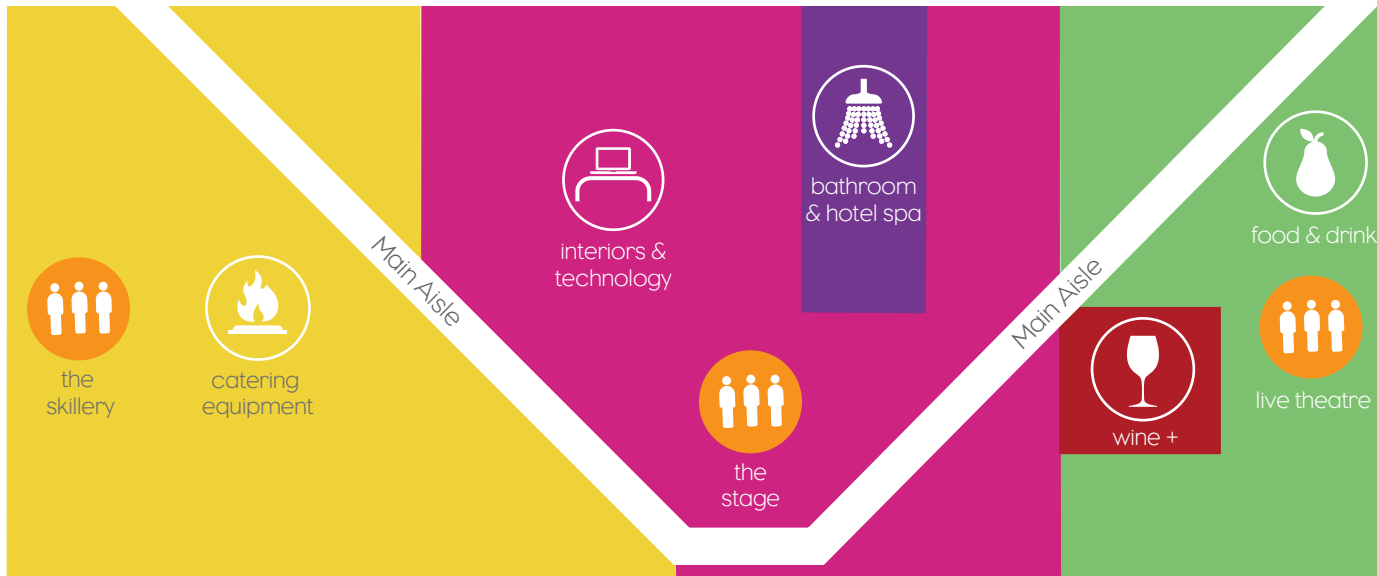 the
skillery
catering
equipment
Main Aisle
interiors &
technology
the
stage
bathroom
& hotel spa
Main Aisle
wine +
food & drink
live theatre